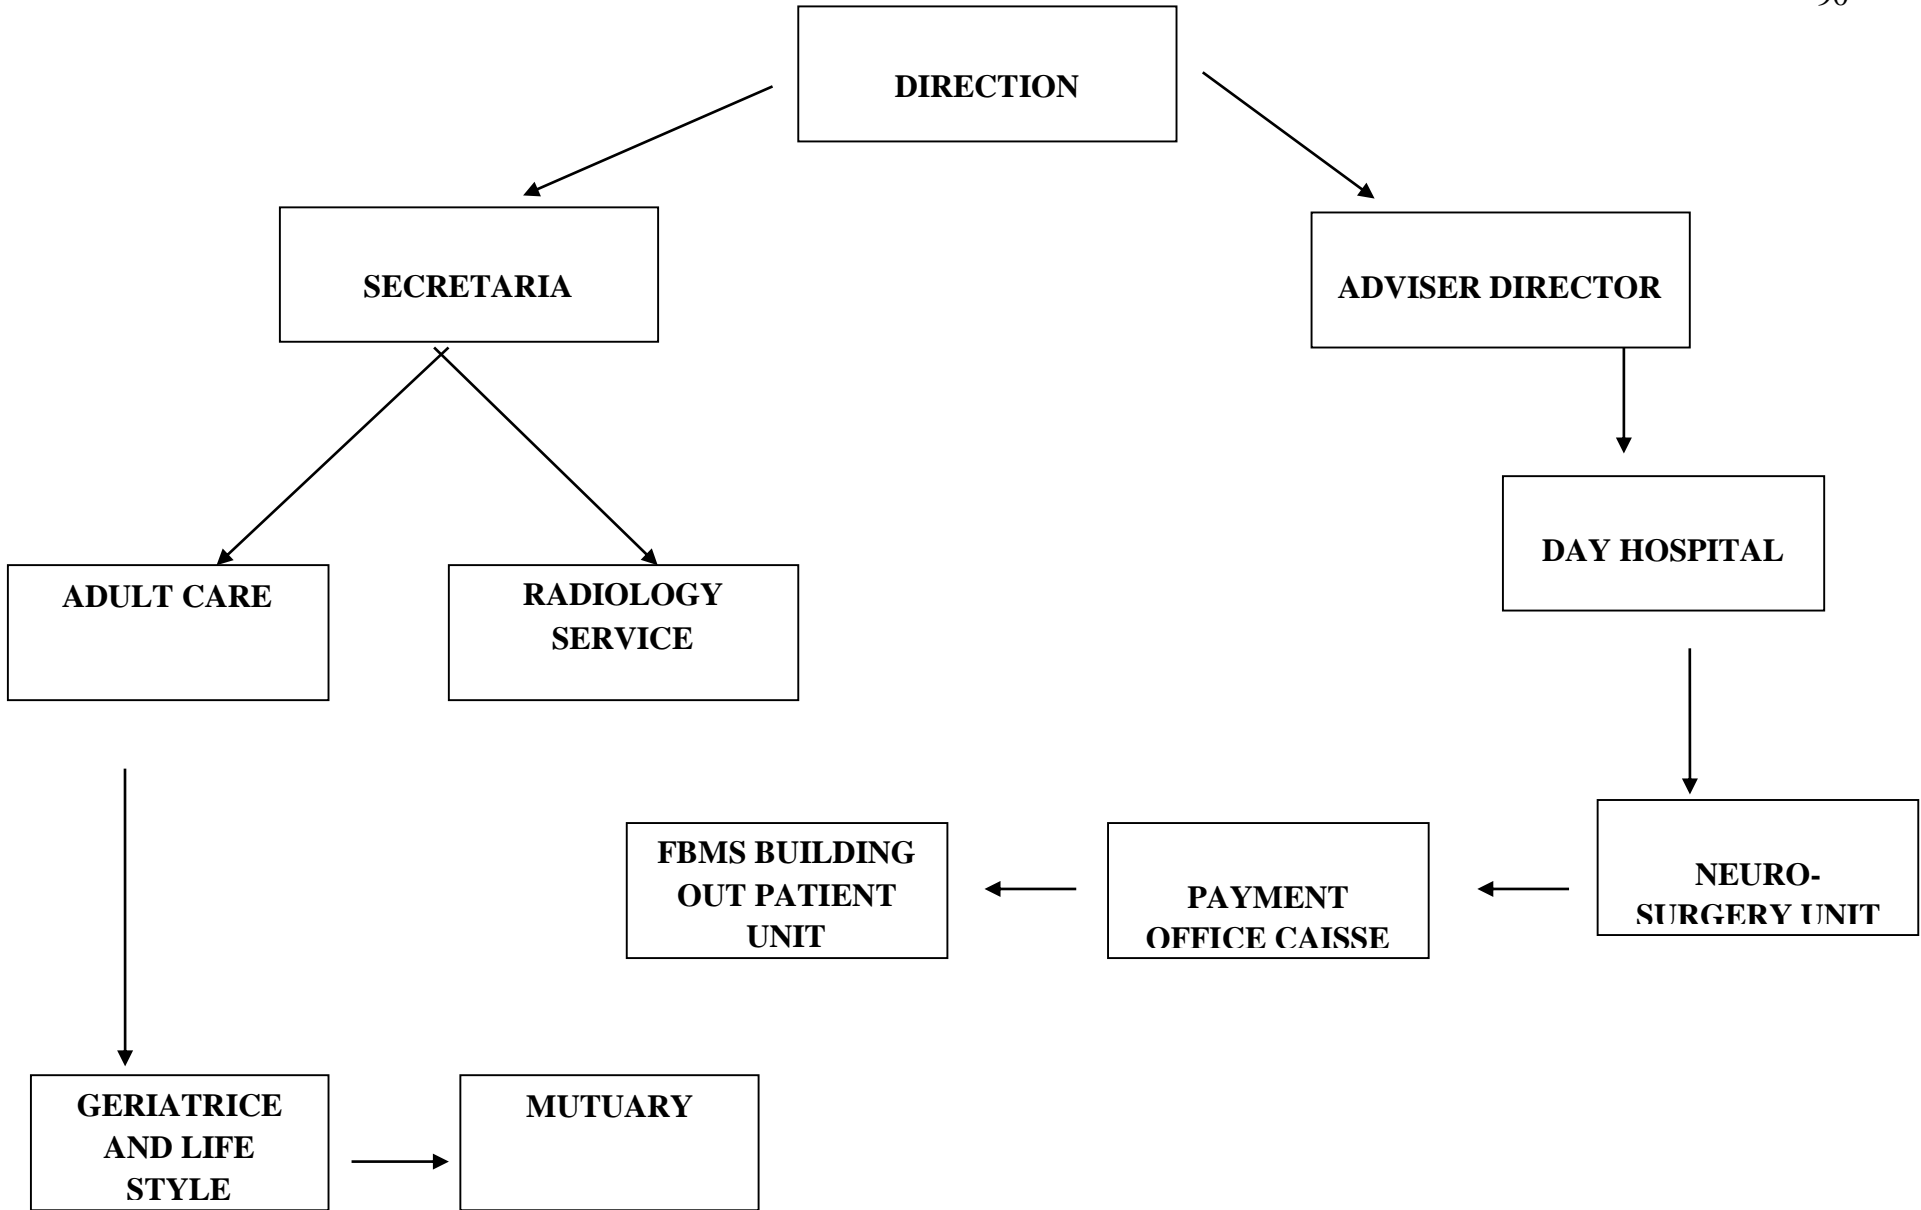 DIRECTION
SECRETARIA
ADVISER DIRECTOR
DAY HOSPITAL
ADULT CARE
RADIOLOGY
SERVICE
NEURO-
SURGERY UNIT
PAYMENT
OFFICE CAISSE
FBMS BUILDING
OUT PATIENT
UNIT
GERIATRICE
AND LIFE
STYLE
MUTUARY